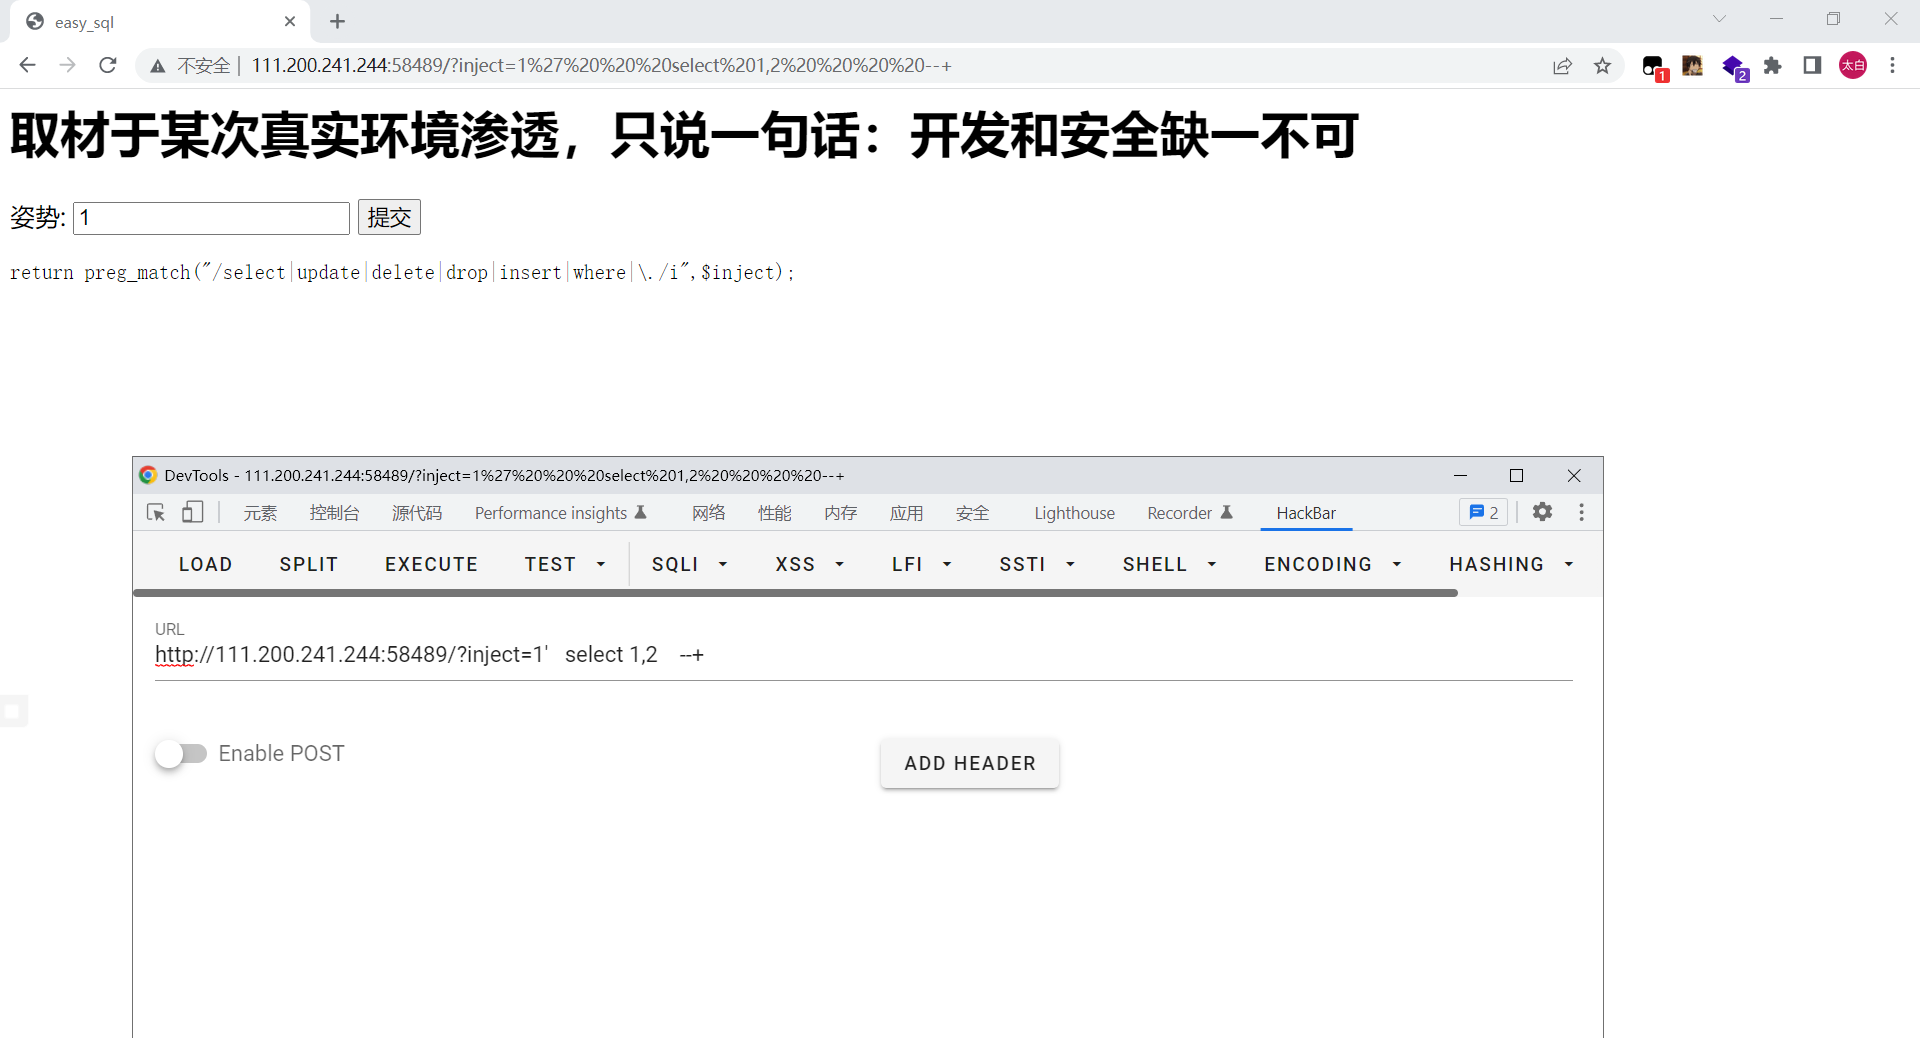 easy_sql
不安全 | 111.200.241.244:58489/?inject=1%27%20%20%20select%201,2%20%20%20%20--+
1
2
太白
取材于某次真实环境渗透，只说一句话：开发和安全缺一不可
姿势: 1 提交
return preg_match("/select|update|delete|drop|insert|where|\./i",$inject);
DevTools - 111.200.241.244:58489/?inject=1%27%20%20%20select%201,2%20%20%20%20--+
元素 控制台 源代码 Performance insights 网络 性能 内存 应用 安全 Lighthouse Recorder HackBar 2
LOAD SPLIT EXECUTE TEST SQLI XSS LFI SSTI SHELL ENCODING HASHING
URL
http://111.200.241.244:58489/?inject=1'   select 1,2    --+
Enable POST
ADD HEADER